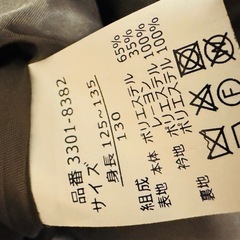 品番 3301-8382
サイズ
身長 125~135
130
組成
表地 本体 ポリエステル 65%
レーヨン 35%
衿地 ポリエステル 100%
裏地 ポリエステル 100%